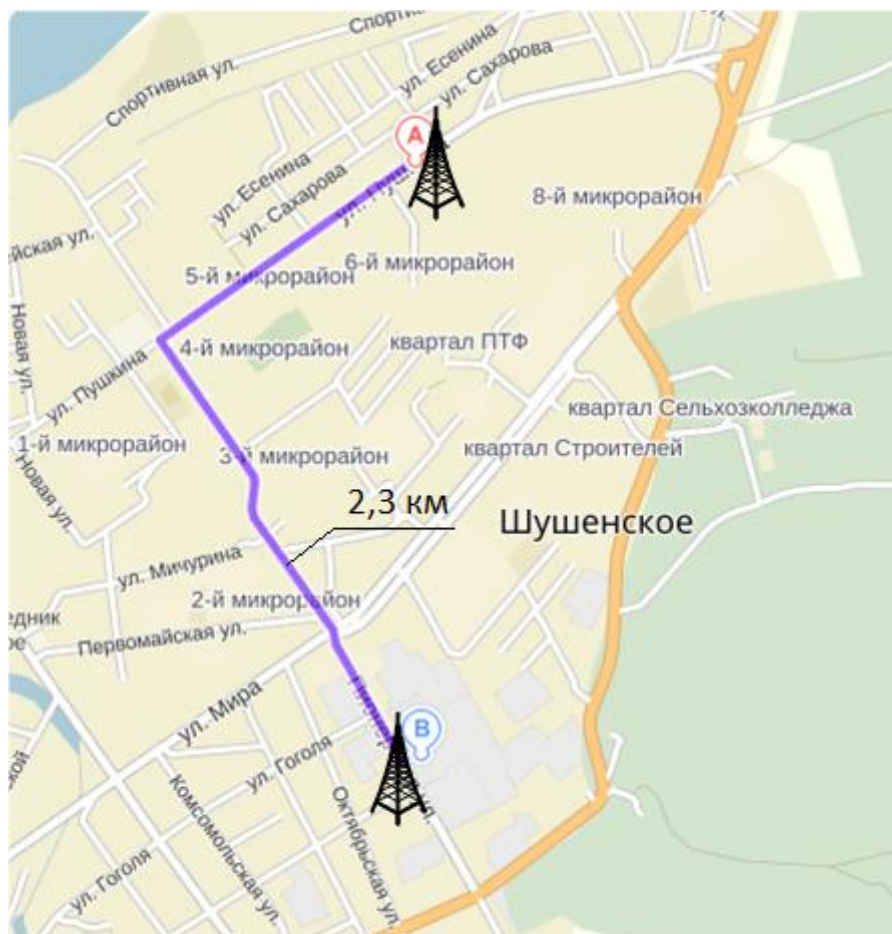 Спортивная ул.
ул. Есенина
ул. Сахарова
A
ул. Есенина
ул. Сахарова
8-й микрорайон
6-й микрорайон
5-й микрорайон
Новая ул.
4-й микрорайон
квартал ПТФ
ул. Пушкина
квартал Сельхозколледжа
1-й микрорайон
3-й микрорайон
квартал Строителей
Новая ул.
2,3 км
Шушенское
ул. Мичурина
2-й микрорайон
Первомайская ул.
ул. Мира
B
ул. Гоголя
Комсомольская ул.
Октябрьская ул.
ул. Гоголя